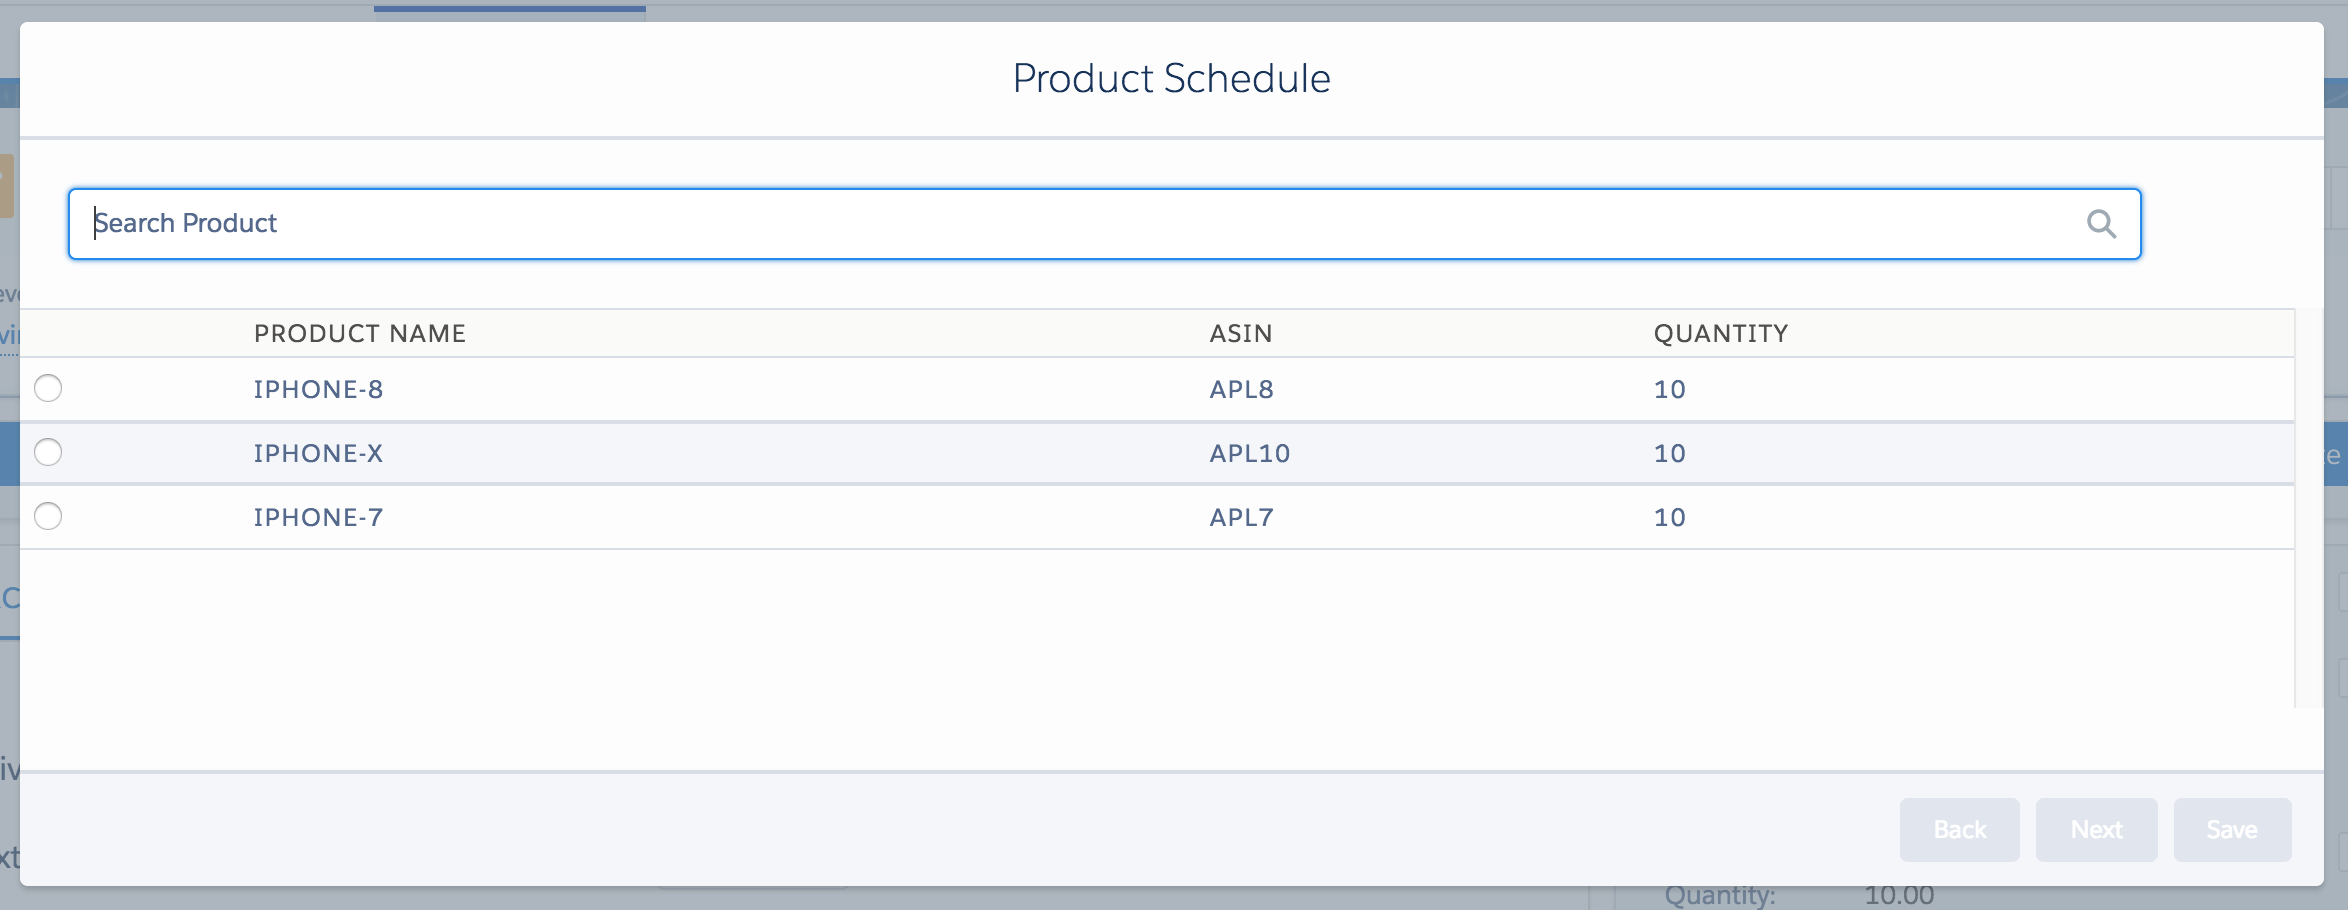 Product Schedule
Search Product
PRODUCT NAME ASIN QUANTITY
IPHONE-8 APL8 10
IPHONE-X APL10 10
IPHONE-7 APL7 10
Back Next Save
Quantity: 10.00